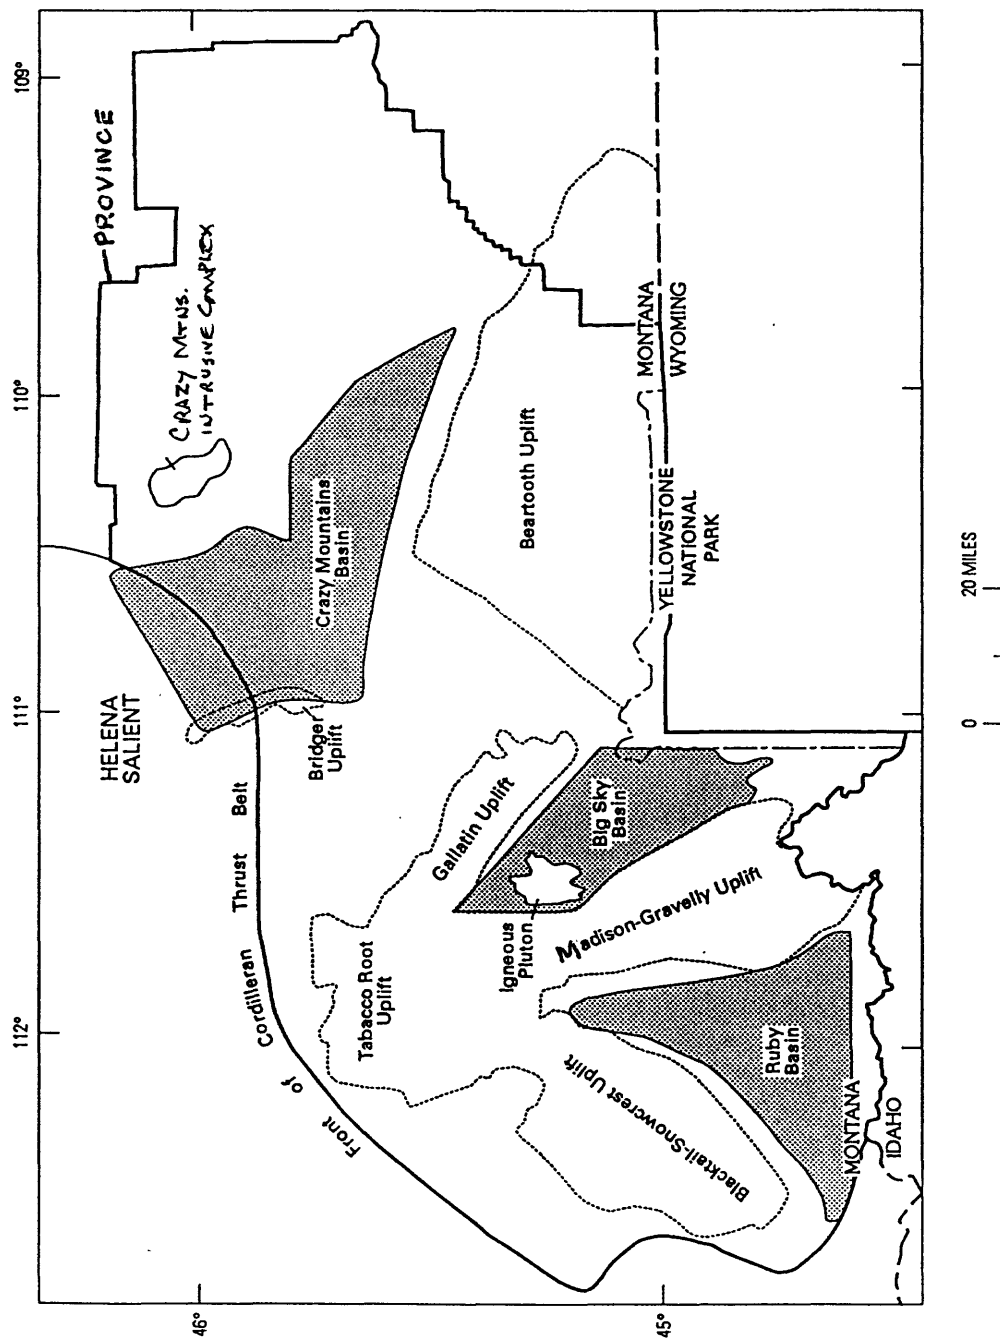 112°
111°
110°
109°
46°
45°
PROVINCE
CRAZY MTNS.
INTRUSIVE COMPLEX
HELENA
SALIENT
Front of Cordilleran Thrust Belt
Bridger
Uplift
Crazy Mountains
Basin
Tabacco Root
Uplift
Gallatin Uplift
Beartooth Uplift
Igneous
Pluton
Big Sky
Basin
Madison-Gravelly Uplift
Blacktail-Snowcrest Uplift
Ruby
Basin
MONTANA
IDAHO
MONTANA
WYOMING
YELLOWSTONE
NATIONAL
PARK
0 20 MILES